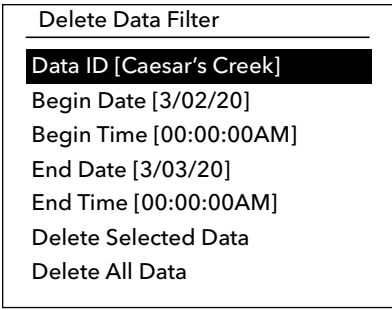 Delete Data Filter
Data ID [Caesar's Creek]
Begin Date [3/02/20]
Begin Time [00:00:00AM]
End Date [3/03/20]
End Time [00:00:00AM]
Delete Selected Data
Delete All Data